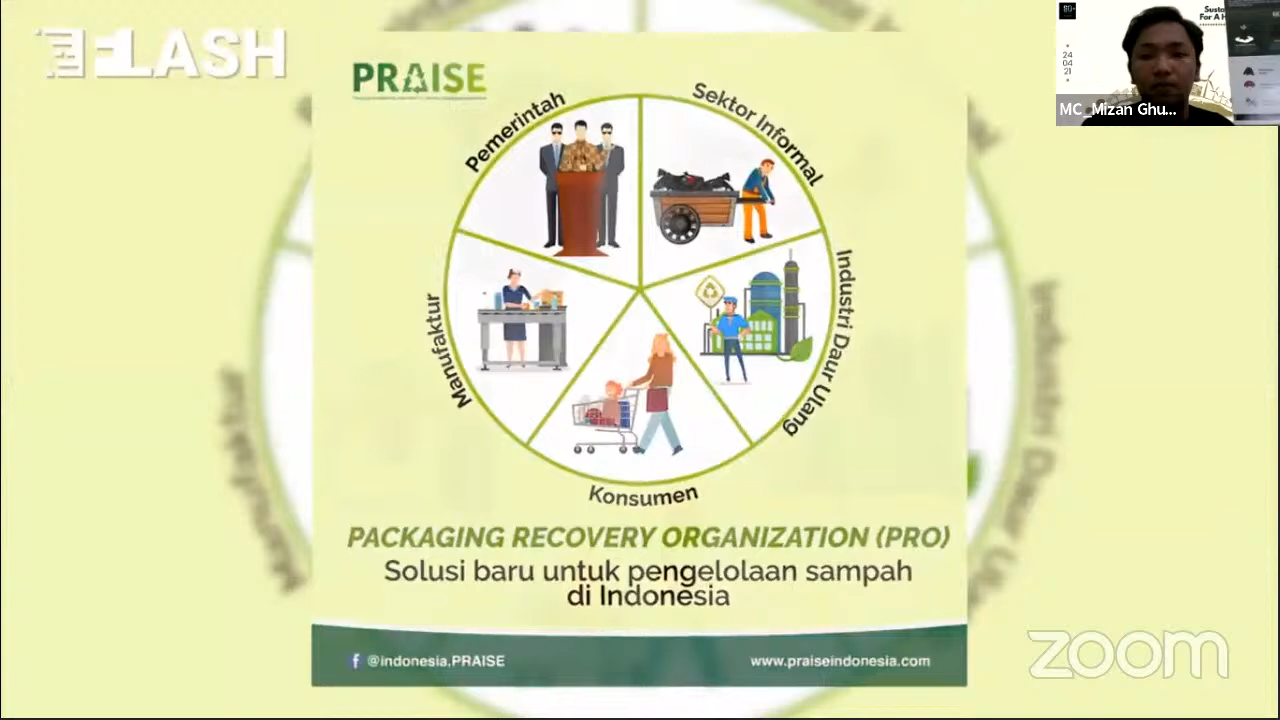 FLASH
PRAISE
Pemerintah
Sektor Informal
Manufaktur
Industri Daur Ulang
Konsumen
PACKAGING RECOVERY ORGANIZATION (PRO)
Solusi baru untuk pengelolaan sampah
di Indonesia
@indonesia.PRAISE
www.praiseindonesia.com
zoom
24
04
21
For A H
MC_Mizan Ghu...